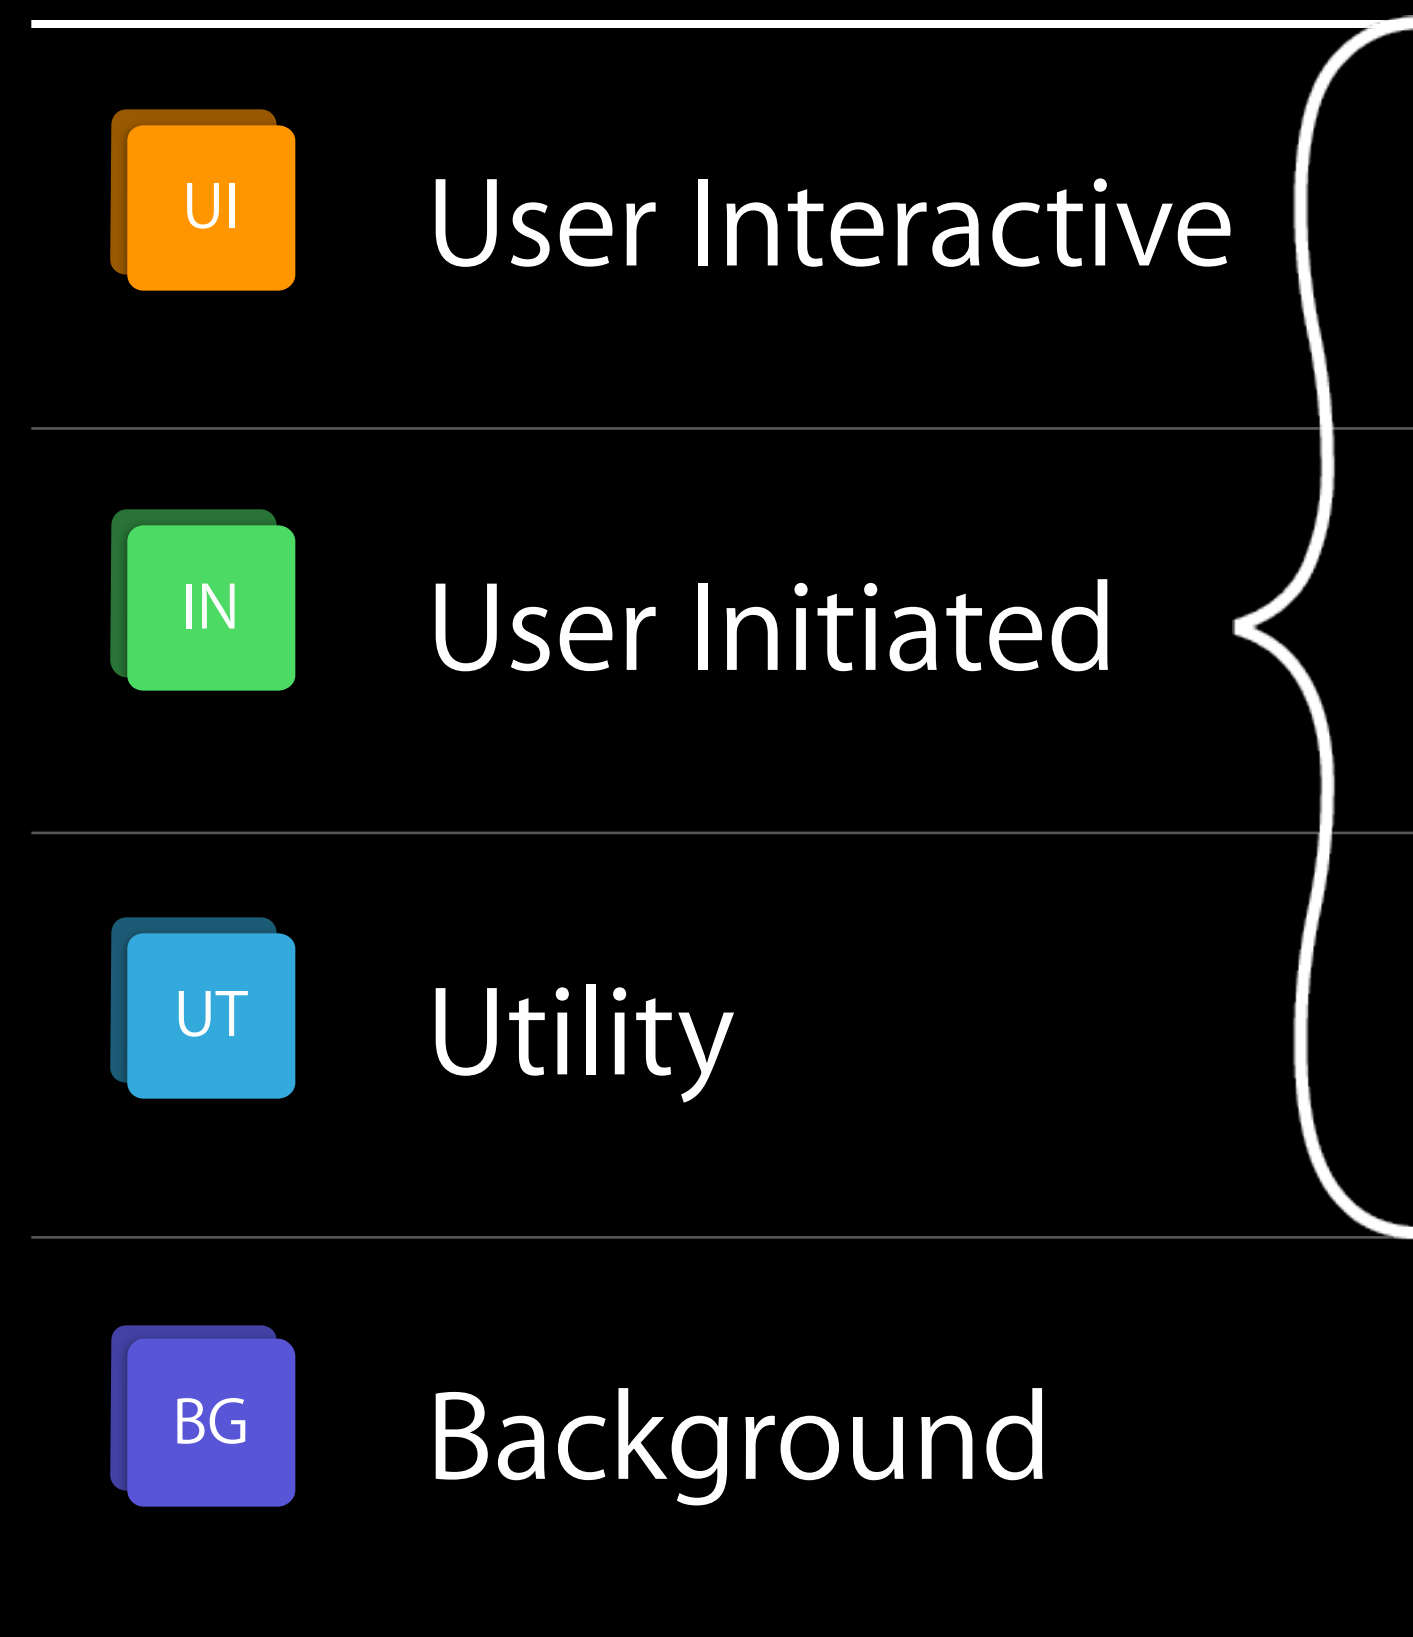 UI
User Interactive
IN
User Initiated
UT
Utility
BG
Background